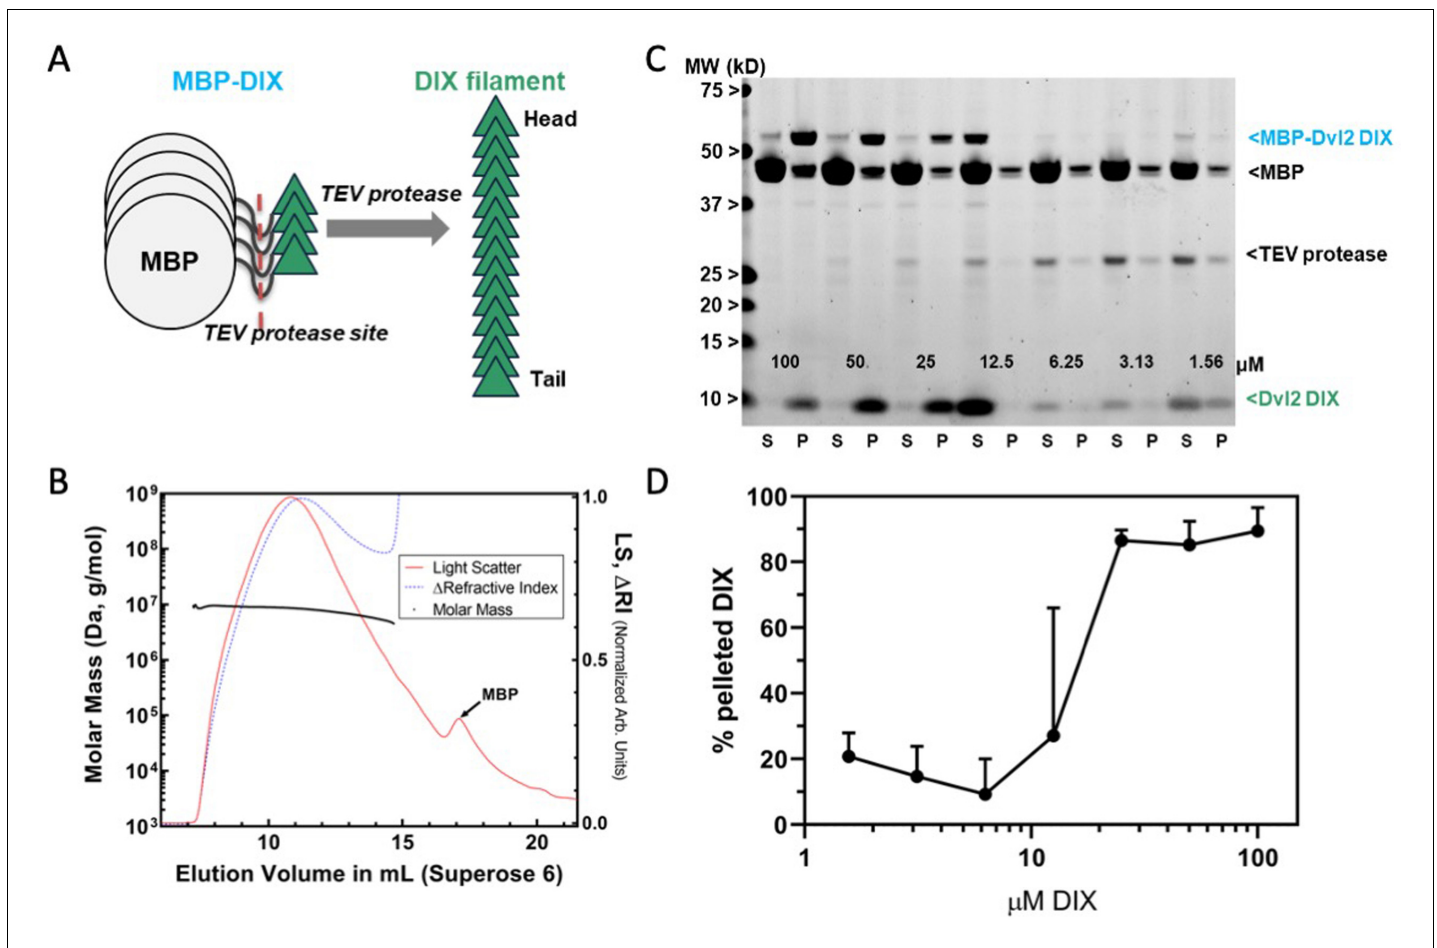 A
MBP-DIX
DIX filament
Head
TEV protease
MBP
TEV protease site
Tail
C
MW (kD)
75 >
50 >
37 >
25 >
20 >
15 >
10 >
<MBP-Dvl2 DIX
<MBP
<TEV protease
100 50 25 12.5 6.25 3.13 1.56 µM
<Dvl2 DIX
S P S P S P S P S P S P S P
B
Molar Mass (Da, g/mol)
10⁹
10⁸
10⁷
10⁶
10⁵
10⁴
10³
1.0
0.5
0.0
LS, ΔRI (Normalized Arb. Units)
Light Scatter
ΔRefractive Index
Molar Mass
MBP
10 15 20
Elution Volume in mL (Superose 6)
D
% pelleted DIX
100
80
60
40
20
0
1 10 100
µM DIX